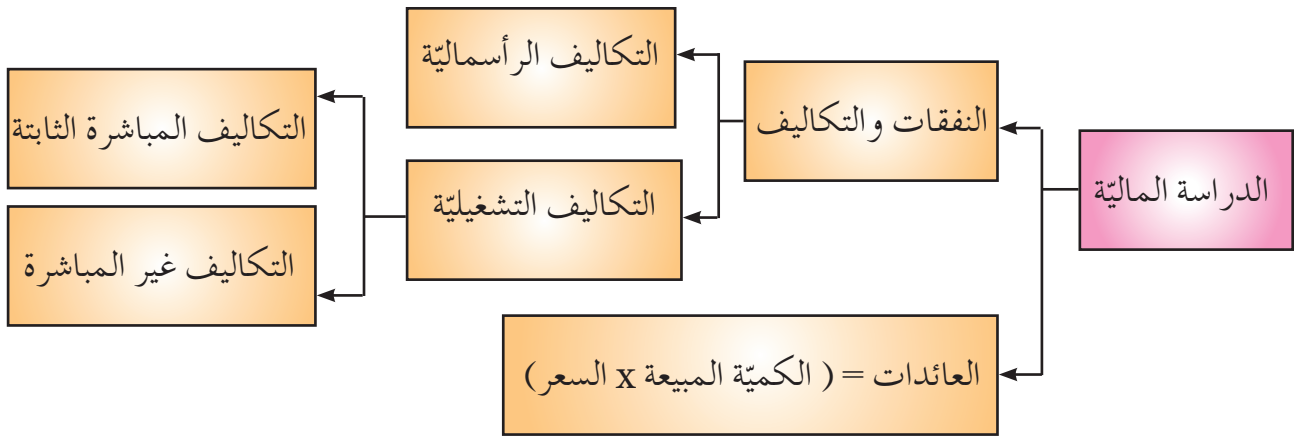 الدراسة الماليّة
النفقات والتكاليف
التكاليف الرأسماليّة
التكاليف التشغيليّة
التكاليف المباشرة الثابتة
التكاليف غير المباشرة
العائدات = ( الكميّة المبيعة x السعر)